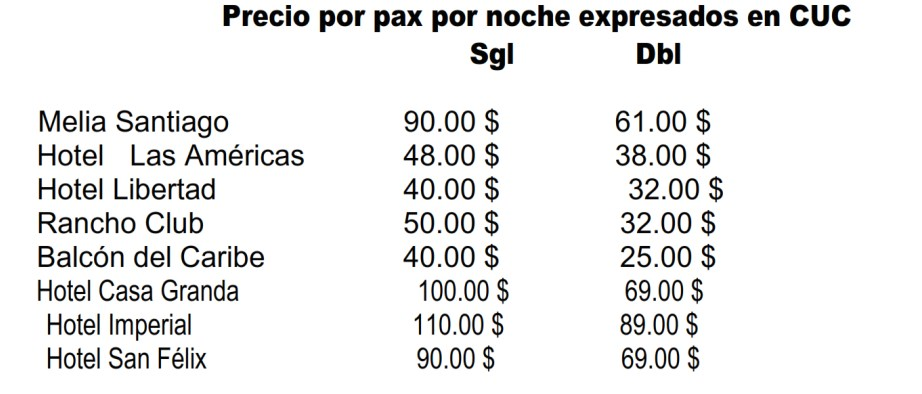 Precio por pax por noche expresados en CUC
Sgl Dbl
Melia Santiago 90.00 $ 61.00 $
Hotel Las Américas 48.00 $ 38.00 $
Hotel Libertad 40.00 $ 32.00 $
Rancho Club 50.00 $ 32.00 $
Balcón del Caribe 40.00 $ 25.00 $
Hotel Casa Granda 100.00 $ 69.00 $
Hotel Imperial 110.00 $ 89.00 $
Hotel San Félix 90.00 $ 69.00 $